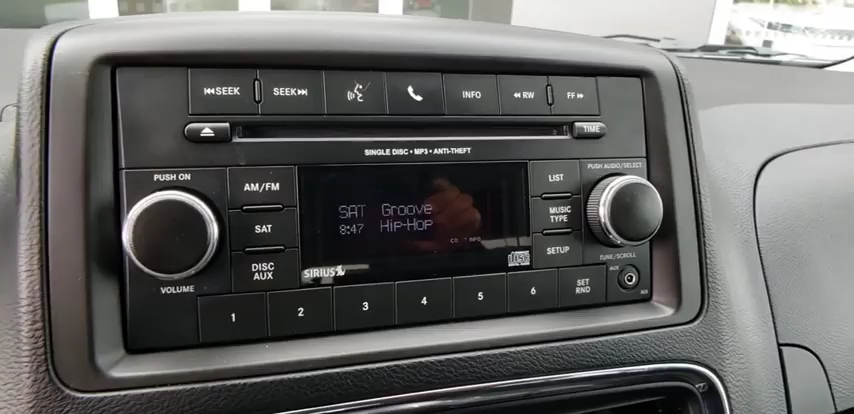 SEEK
SEEK
INFO
RW
FF
TIME
SINGLE DISC • MP3 • ANTI-THEFT
PUSH ON
AM/FM
SAT Groove
8:47 Hip-Hop
LIST
PUSH AUDIO/SELECT
SAT
MUSIC
TYPE
INFO
DISC
AUX
SIRIUS
SETUP
VOLUME
TUNE/SCROLL
1
2
3
4
5
6
SET
RND
AUX